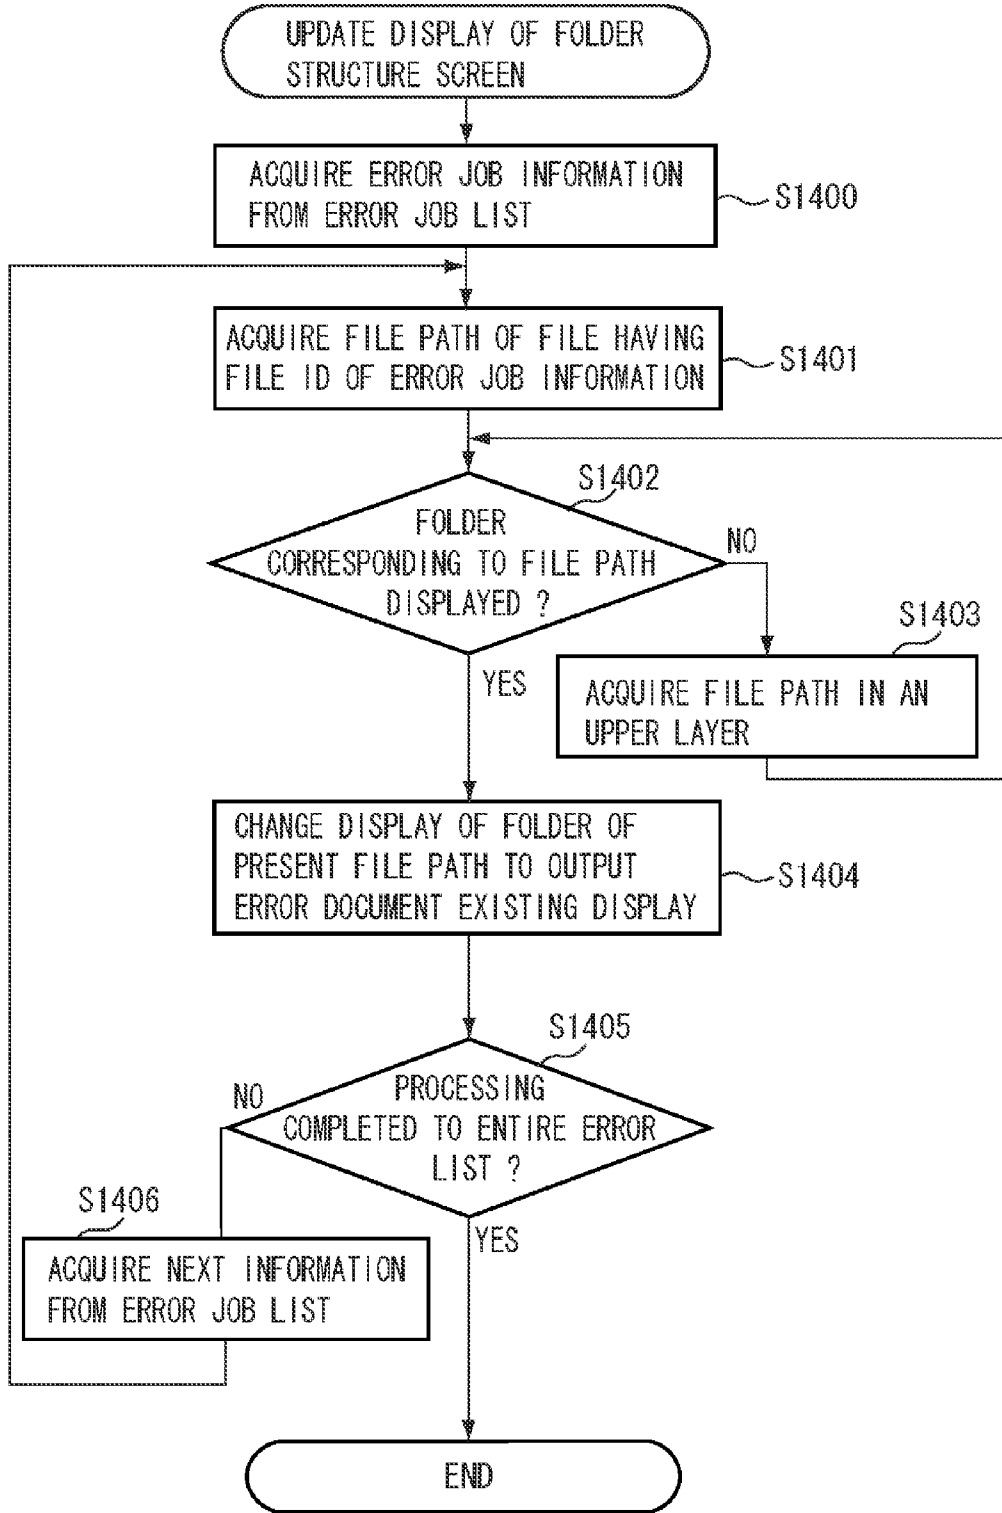 UPDATE DISPLAY OF FOLDER
STRUCTURE SCREEN
ACQUIRE ERROR JOB INFORMATION
FROM ERROR JOB LIST
S1400
ACQUIRE FILE PATH OF FILE HAVING
FILE ID OF ERROR JOB INFORMATION
S1401
S1402
FOLDER
CORRESPONDING TO FILE PATH
DISPLAYED ?
NO
YES
S1403
ACQUIRE FILE PATH IN AN
UPPER LAYER
CHANGE DISPLAY OF FOLDER OF
PRESENT FILE PATH TO OUTPUT
ERROR DOCUMENT EXISTING DISPLAY
S1404
S1405
PROCESSING
COMPLETED TO ENTIRE ERROR
LIST ?
NO
YES
S1406
ACQUIRE NEXT INFORMATION
FROM ERROR JOB LIST
END